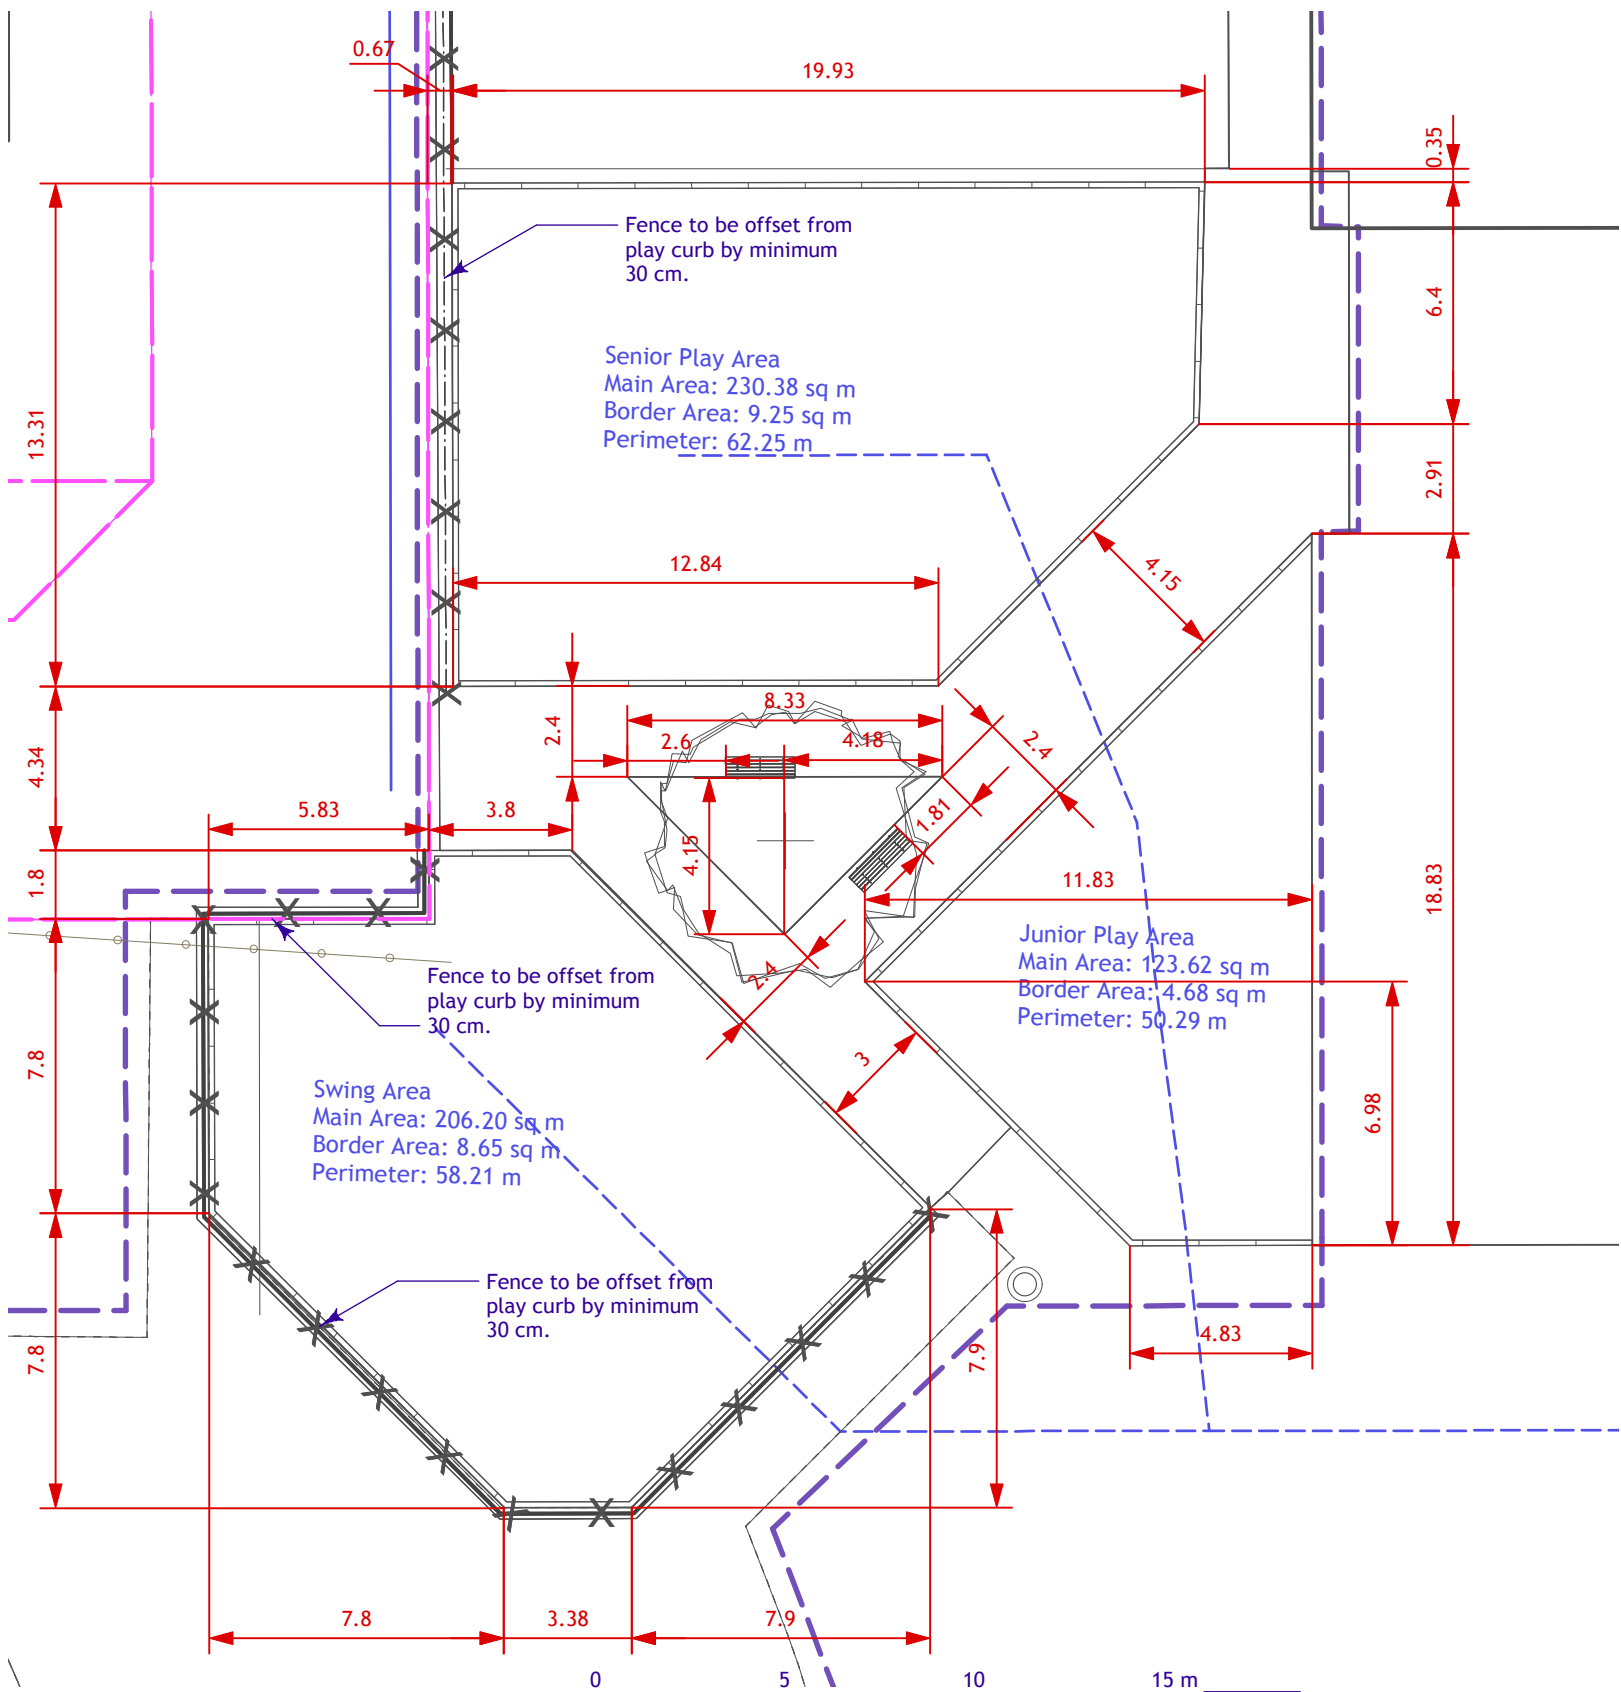 0.67
19.93
0.35
Fence to be offset from
play curb by minimum
30 cm.
6.4
Senior Play Area
Main Area: 230.38 sq m
Border Area: 9.25 sq m
Perimeter: 62.25 m
13.31
2.91
12.84
4.15
8.33
2.4
2.6
4.18
2.4
4.34
5.83
3.8
1.81
4.15
1.8
11.83
18.83
Junior Play Area
Main Area: 123.62 sq m
Border Area: 4.68 sq m
Perimeter: 50.29 m
Fence to be offset from
play curb by minimum
30 cm.
2.4
7.8
3
6.98
Swing Area
Main Area: 206.20 sq m
Border Area: 8.65 sq m
Perimeter: 58.21 m
Fence to be offset from
play curb by minimum
30 cm.
7.8
7.9
4.83
7.8
3.38
7.9
0 5 10 15 m